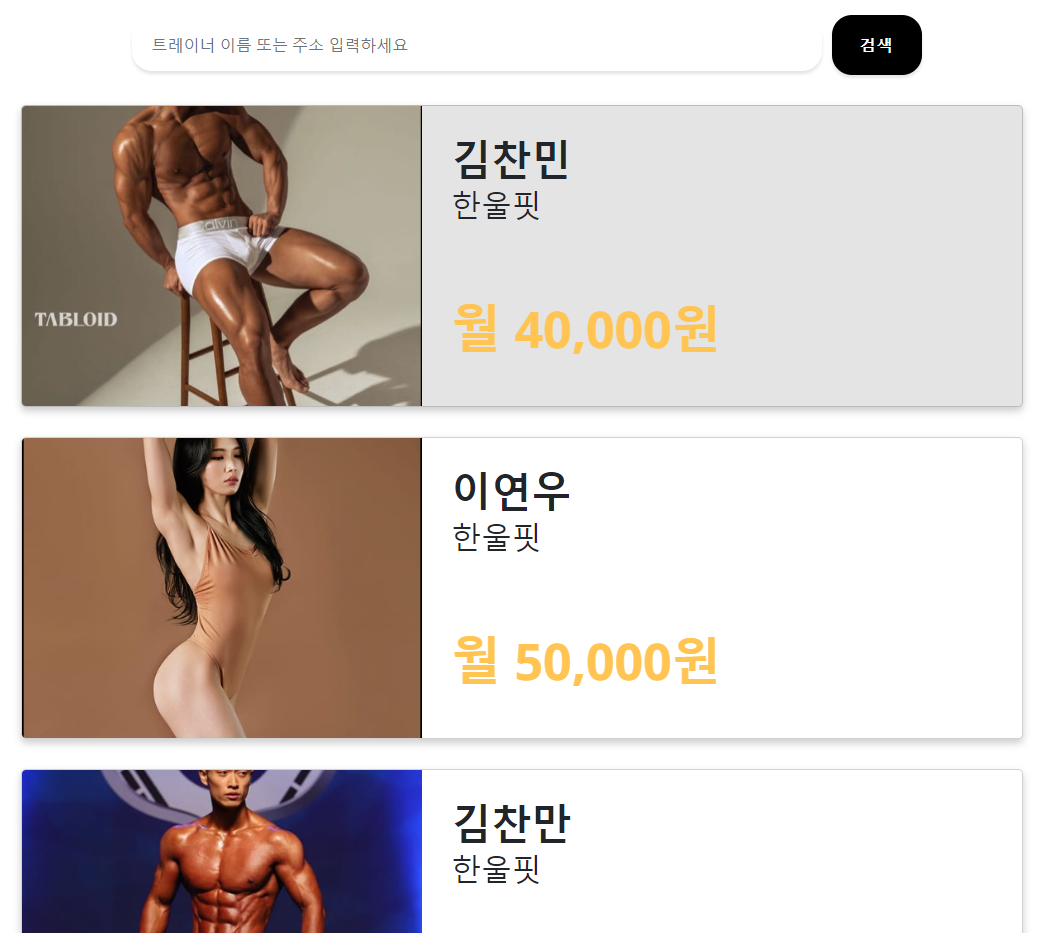 트레이너 이름 또는 주소 입력하세요
검색
김찬민
한울핏
월 40,000원
TABLOID
이연우
한울핏
월 50,000원
김찬만
한울핏